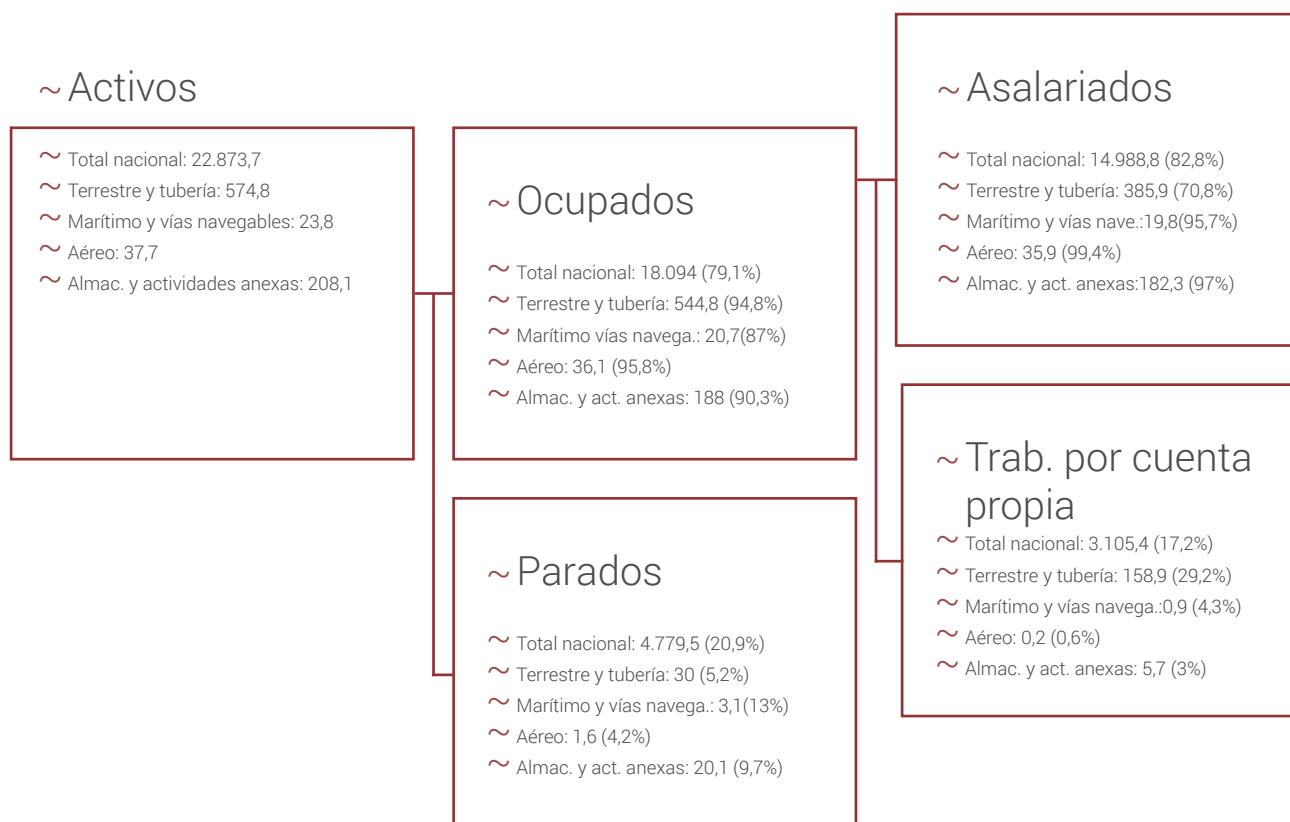 ~ Activos
~ Total nacional: 22.873,7
~ Terrestre y tubería: 574,8
~ Marítimo y vías navegables: 23,8
~ Aéreo: 37,7
~ Almac. y actividades anexas: 208,1
~ Ocupados
~ Total nacional: 18.094 (79,1%)
~ Terrestre y tubería: 544,8 (94,8%)
~ Marítimo vías navega.: 20,7(87%)
~ Aéreo: 36,1 (95,8%)
~ Almac. y act. anexas: 188 (90,3%)
~ Parados
~ Total nacional: 4.779,5 (20,9%)
~ Terrestre y tubería: 30 (5,2%)
~ Marítimo y vías navega.: 3,1(13%)
~ Aéreo: 1,6 (4,2%)
~ Almac. y act. anexas: 20,1 (9,7%)
~ Asalariados
~ Total nacional: 14.988,8 (82,8%)
~ Terrestre y tubería: 385,9 (70,8%)
~ Marítimo y vías nave.:19,8(95,7%)
~ Aéreo: 35,9 (99,4%)
~ Almac. y act. anexas:182,3 (97%)
~ Trab. por cuenta
propia
~ Total nacional: 3.105,4 (17,2%)
~ Terrestre y tubería: 158,9 (29,2%)
~ Marítimo y vías navega.:0,9 (4,3%)
~ Aéreo: 0,2 (0,6%)
~ Almac. y act. anexas: 5,7 (3%)